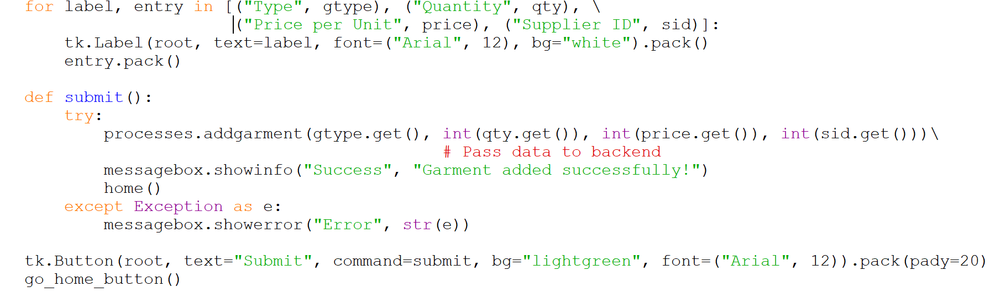 for label, entry in [("Type", gtype), ("Quantity", qty), \
("Price per Unit", price), ("Supplier ID", sid)]:
tk.Label(root, text=label, font=("Arial", 12), bg="white").pack()
entry.pack()
def submit():
try:
processes.addgarment(gtype.get(), int(qty.get()), int(price.get()), int(sid.get()))\
# Pass data to backend
messagebox.showinfo("Success", "Garment added successfully!")
home()
except Exception as e:
messagebox.showerror("Error", str(e))
tk.Button(root, text="Submit", command=submit, bg="lightgreen", font=("Arial", 12)).pack(pady=20)
go_home_button()